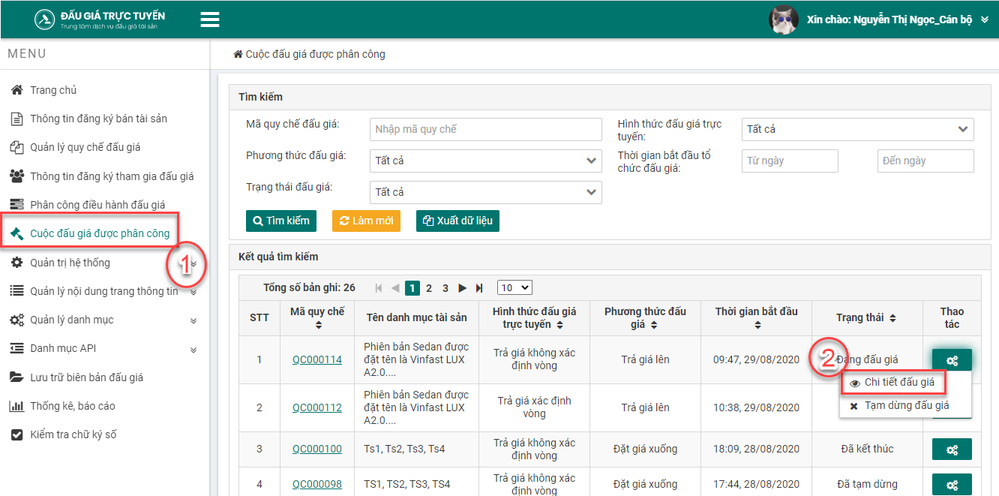 ĐẤU GIÁ TRỰC TUYẾN
Trung tâm dịch vụ đấu giá tài sản
Xin chào: Nguyễn Thị Ngọc_Cán bộ
MENU
Trang chủ
Thông tin đăng ký bán tài sản
Quản lý quy chế đấu giá
Thông tin đăng ký tham gia đấu giá
Phân công điều hành đấu giá
Cuộc đấu giá được phân công
1
Quản trị hệ thống
Quản lý nội dung trang thông tin
Quản lý danh mục
Danh mục API
Lưu trữ biên bản đấu giá
Thống kê, báo cáo
Kiểm tra chữ ký số
Cuộc đấu giá được phân công
Tìm kiếm
Mã quy chế đấu giá:
Nhập mã quy chế
Hình thức đấu giá trực
tuyến:
Tất cả
Phương thức đấu giá:
Tất cả
Thời gian bắt đầu tổ
chức đấu giá:
Từ ngày
Đến ngày
Trạng thái đấu giá:
Tất cả
Tìm kiếm
Làm mới
Xuất dữ liệu
Kết quả tìm kiếm
Tổng số bản ghi: 26
1 2 3
10
STT
Mã quy chế
Tên danh mục tài sản
Hình thức đấu giá
trực tuyến
Phương thức đấu
giá
Thời gian bắt đầu
Trạng thái
Thao
tác
1
QC000114
Phiên bản Sedan được
đặt tên là Vinfast LUX
A2.0....
Trả giá không xác
định vòng
Trả giá lên
09:47, 29/08/2020
2
Đang đấu giá
Chi tiết đấu giá
Tạm dừng đấu giá
2
QC000112
Phiên bản Sedan được
đặt tên là Vinfast LUX
A2.0....
Trả giá xác định
vòng
Trả giá lên
10:38, 29/08/2020
3
QC000100
Ts1, Ts2, Ts3, Ts4
Trả giá không xác
định vòng
Đặt giá xuống
18:09, 28/08/2020
Đã kết thúc
4
QC000098
TS1, TS2, TS3, TS4
Trả giá không xác
định vòng
Đặt giá xuống
17:44, 28/08/2020
Đã tạm dừng